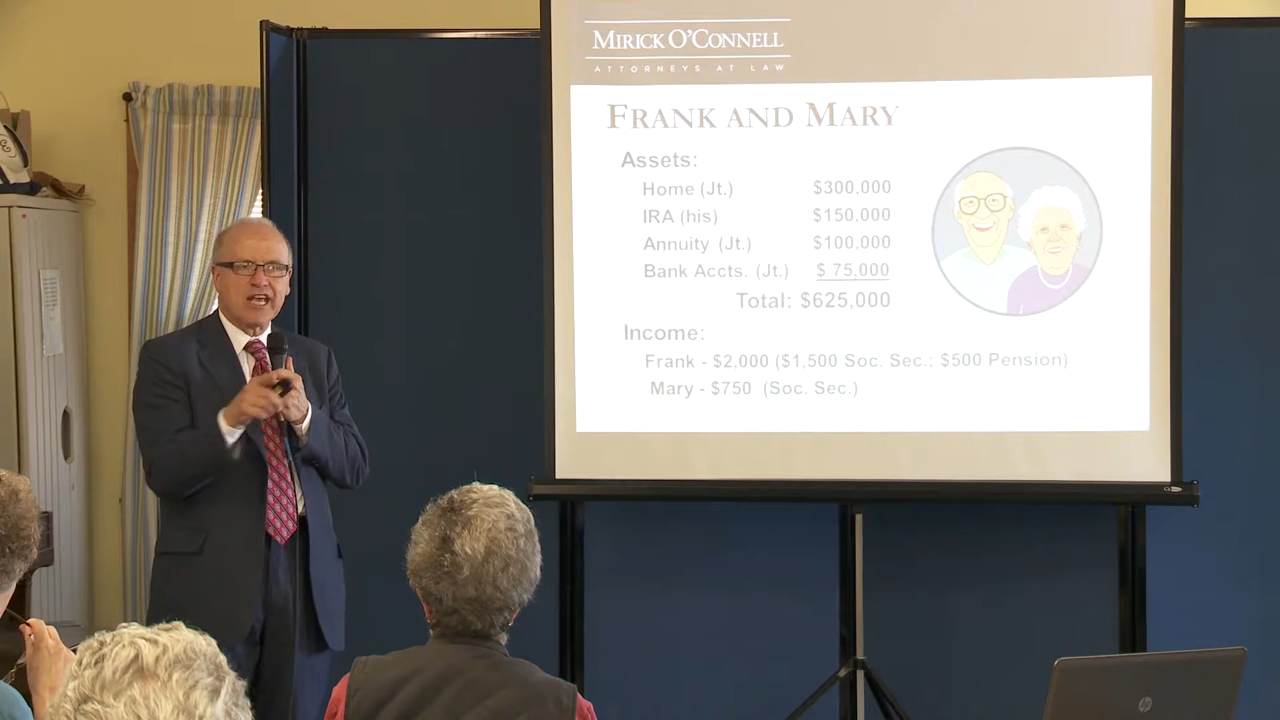 MIRICK O'CONNELL
ATTORNEYS AT LAW
FRANK AND MARY
Assets:
Home (Jt.) $300,000
IRA (his) $150,000
Annuity (Jt.) $100,000
Bank Accts. (Jt.) $ 75,000
Total: $625,000
Income:
Frank - $2,000 ($1,500 Soc. Sec.; $500 Pension)
Mary - $750 (Soc. Sec.)
hp